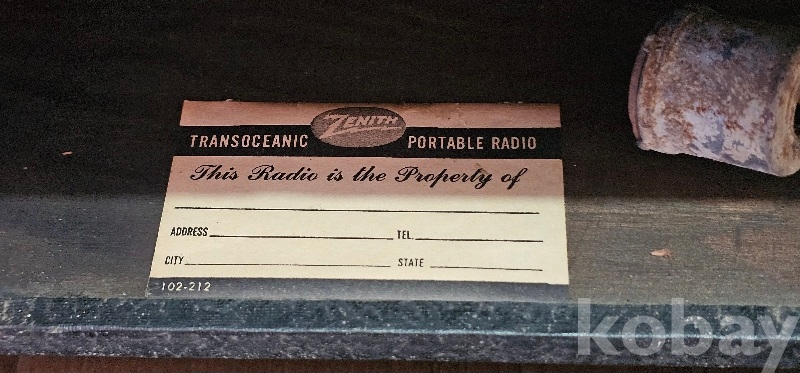 ZENITH
TRANSOCEANIC PORTABLE RADIO
This Radio is the Property of
ADDRESS TEL.
CITY STATE
102-212
kobay